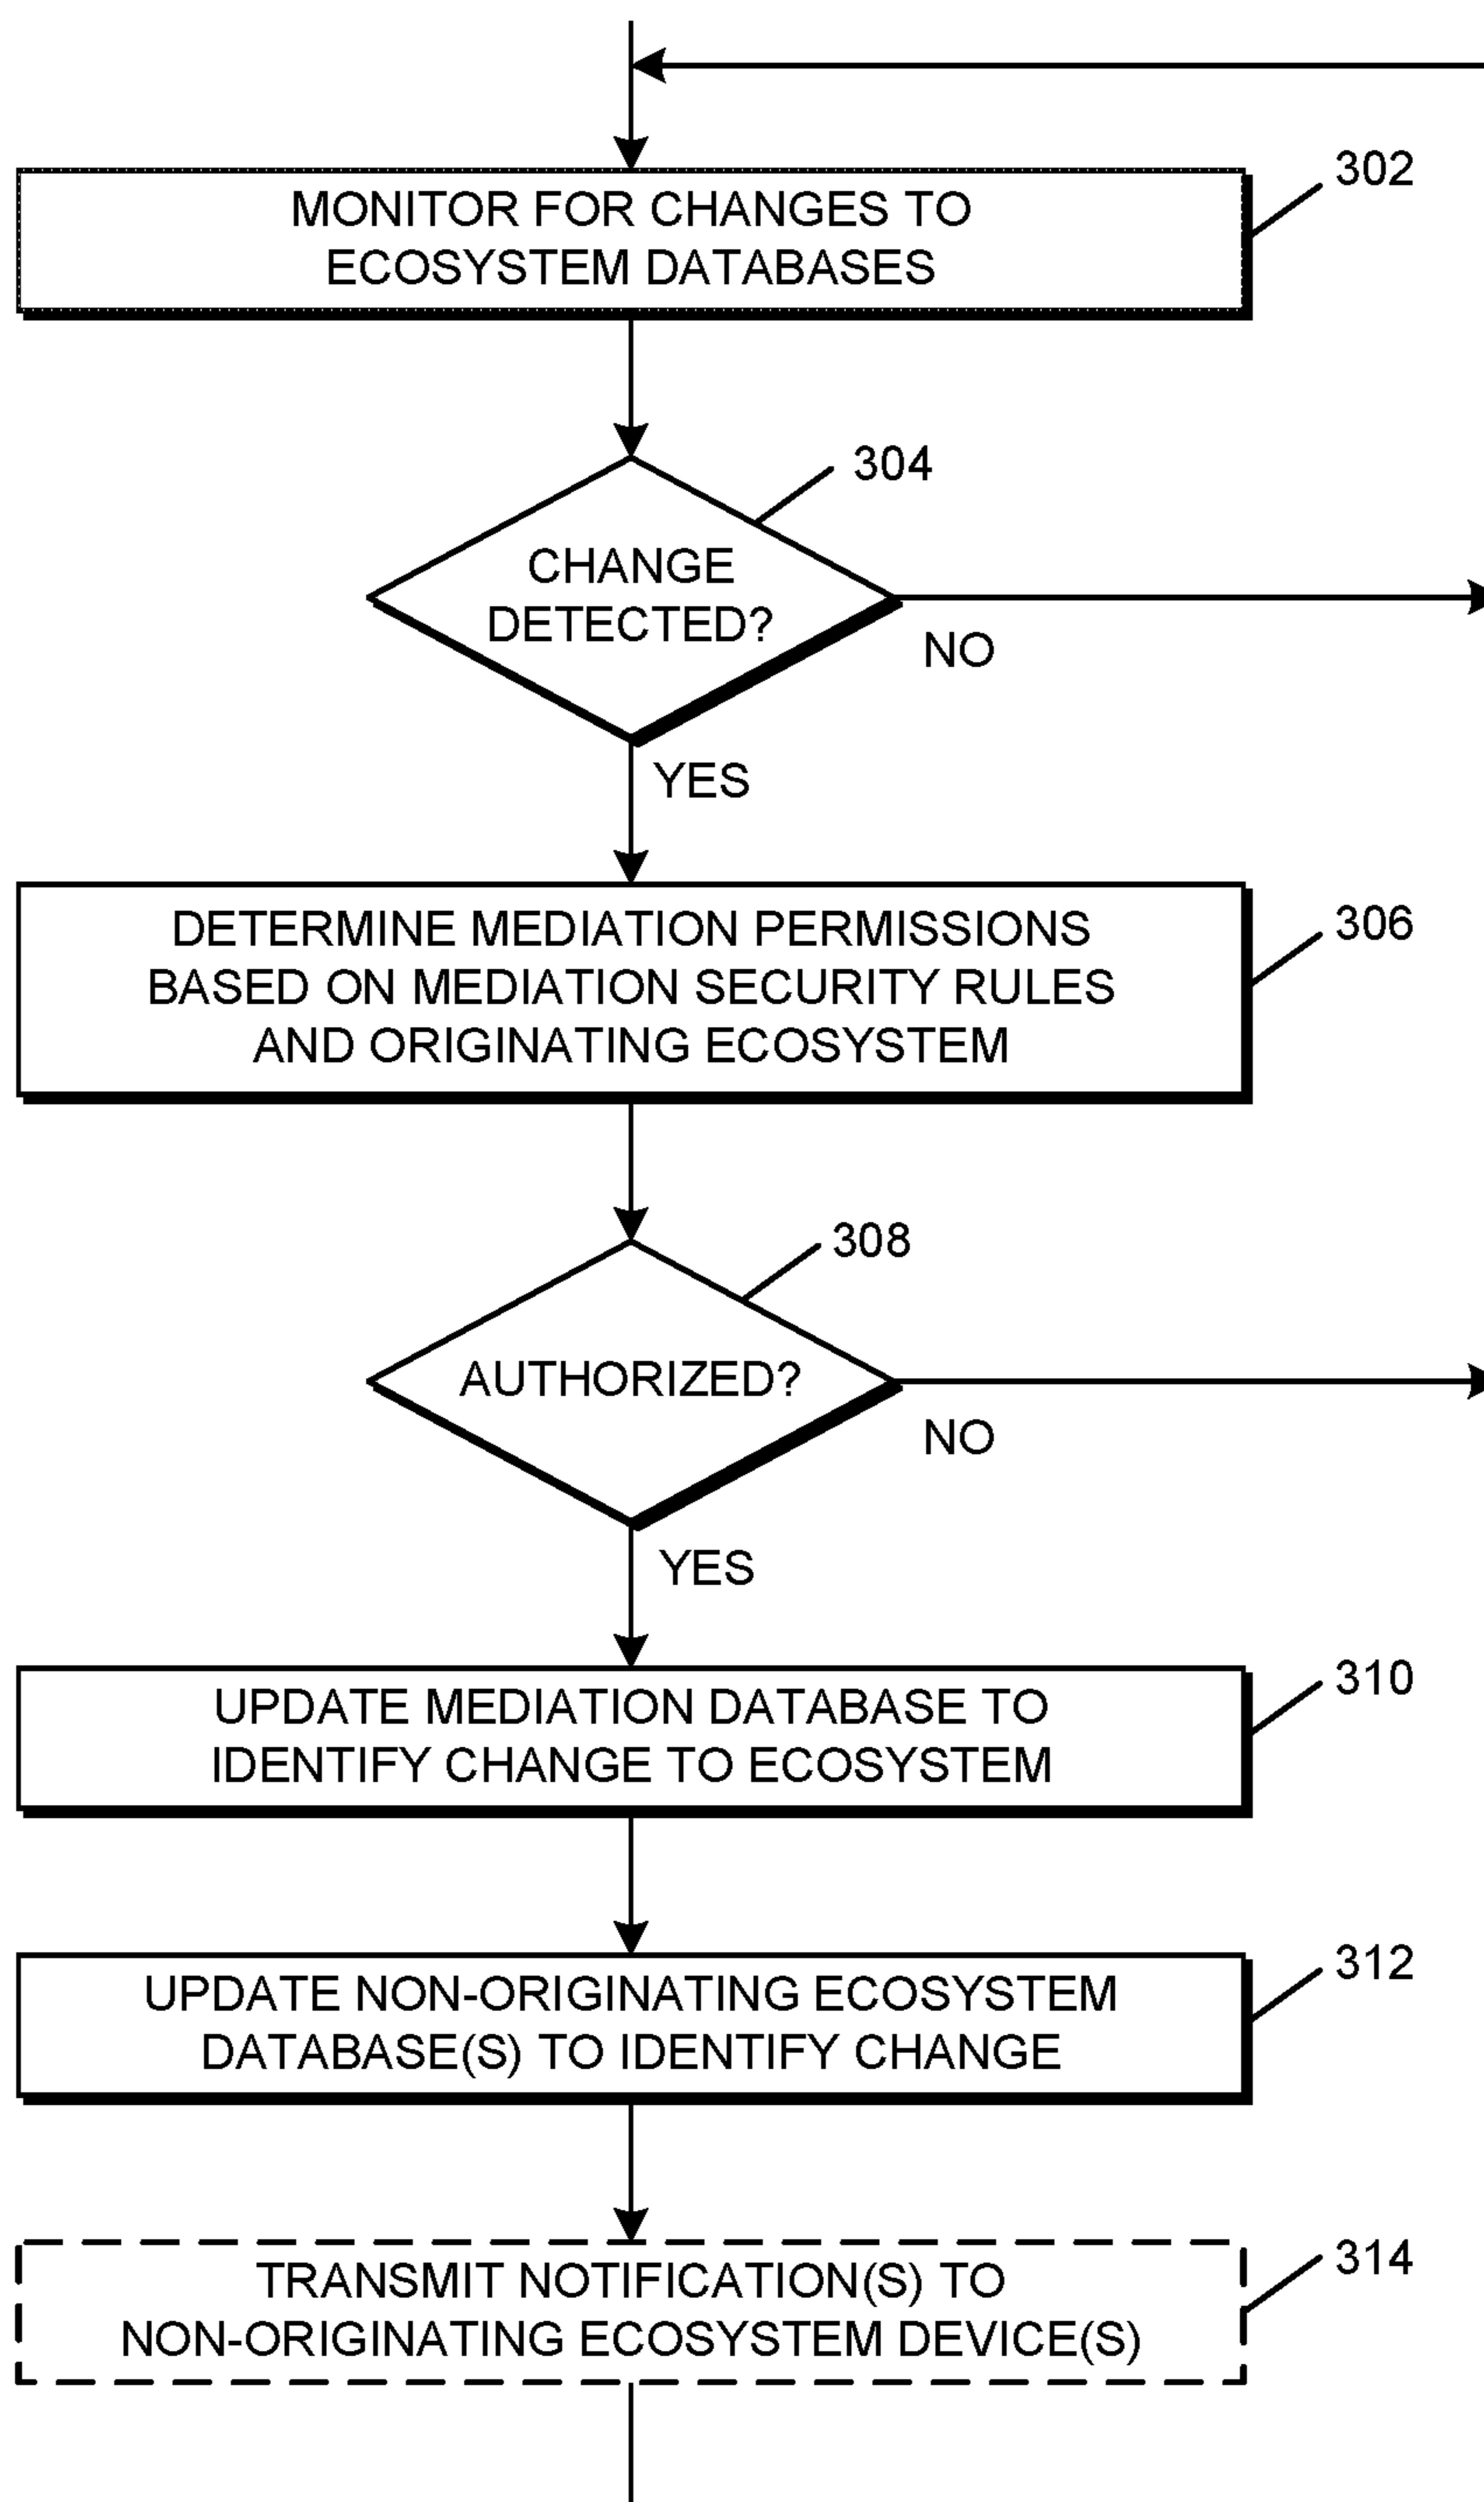 302
MONITOR FOR CHANGES TO
ECOSYSTEM DATABASES
304
CHANGE
DETECTED?
NO
YES
306
DETERMINE MEDIATION PERMISSIONS
BASED ON MEDIATION SECURITY RULES
AND ORIGINATING ECOSYSTEM
308
AUTHORIZED?
NO
YES
310
UPDATE MEDIATION DATABASE TO
IDENTIFY CHANGE TO ECOSYSTEM
312
UPDATE NON-ORIGINATING ECOSYSTEM
DATABASE(S) TO IDENTIFY CHANGE
314
TRANSMIT NOTIFICATION(S) TO
NON-ORIGINATING ECOSYSTEM DEVICE(S)